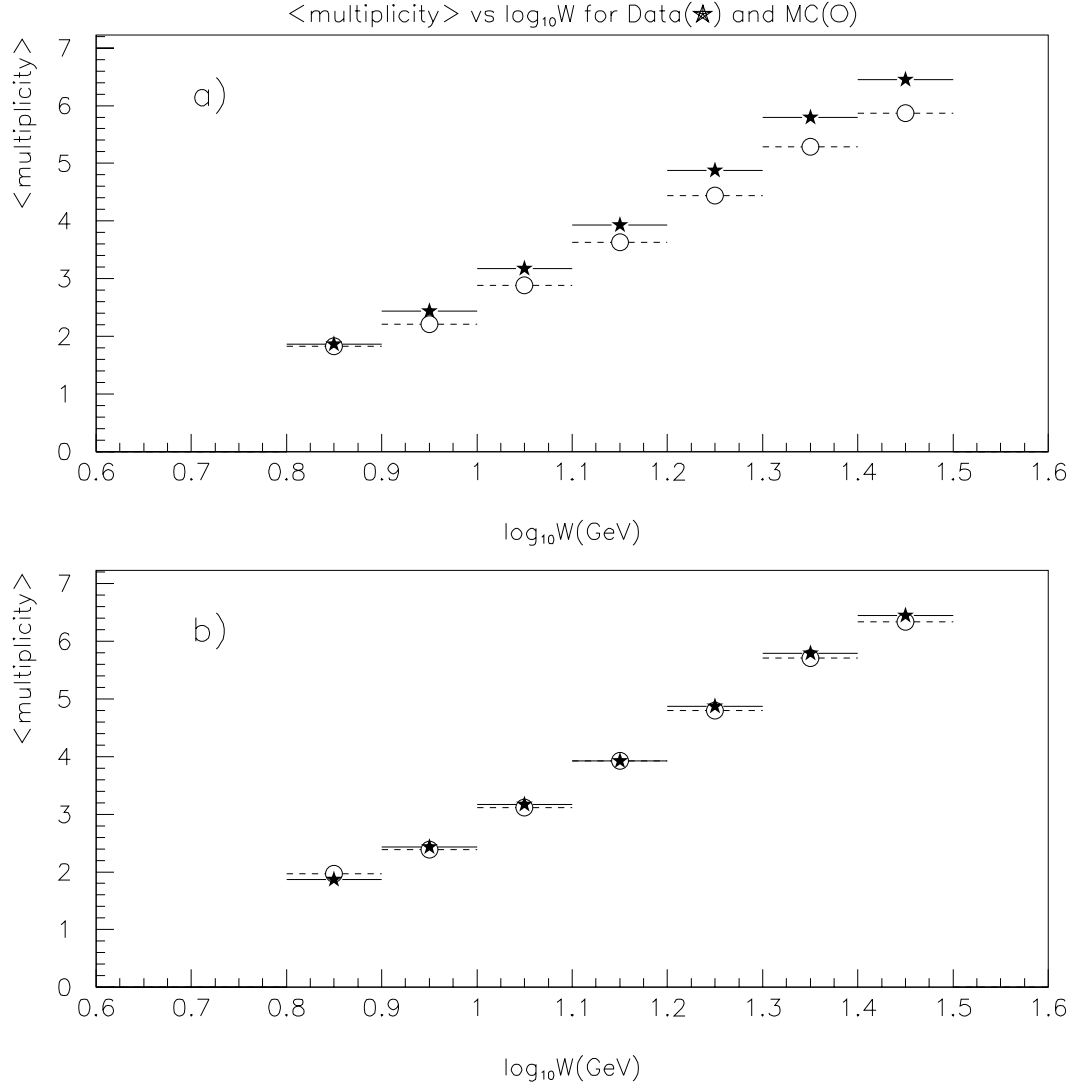 <multiplicity> vs log₁₀W for Data(★) and MC(○)
<multiplicity>
a)
7
6
5
4
3
2
1
0
0.6 0.7 0.8 0.9 1 1.1 1.2 1.3 1.4 1.5 1.6
log₁₀W(GeV)
<multiplicity>
b)
7
6
5
4
3
2
1
0
0.6 0.7 0.8 0.9 1 1.1 1.2 1.3 1.4 1.5 1.6
log₁₀W(GeV)